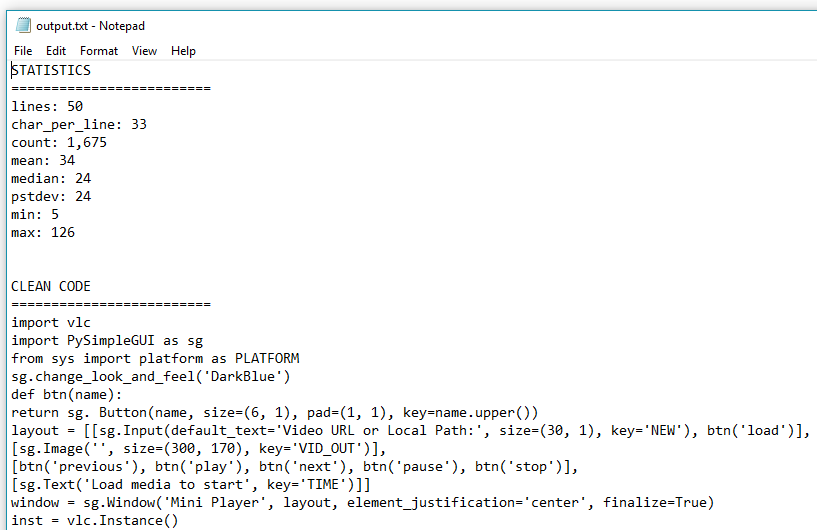 output.txt - Notepad
File Edit Format View Help
STATISTICS
=========================
lines: 50
char_per_line: 33
count: 1,675
mean: 34
median: 24
pstdev: 24
min: 5
max: 126
CLEAN CODE
=========================
import vlc
import PySimpleGUI as sg
from sys import platform as PLATFORM
sg.change_look_and_feel('DarkBlue')
def btn(name):
return sg. Button(name, size=(6, 1), pad=(1, 1), key=name.upper())
layout = [[sg.Input(default_text='Video URL or Local Path:', size=(30, 1), key='NEW'), btn('load')],
[sg.Image('', size=(300, 170), key='VID_OUT')],
[btn('previous'), btn('play'), btn('next'), btn('pause'), btn('stop')],
[sg.Text('Load media to start', key='TIME')]]
window = sg.Window('Mini Player', layout, element_justification='center', finalize=True)
inst = vlc.Instance()